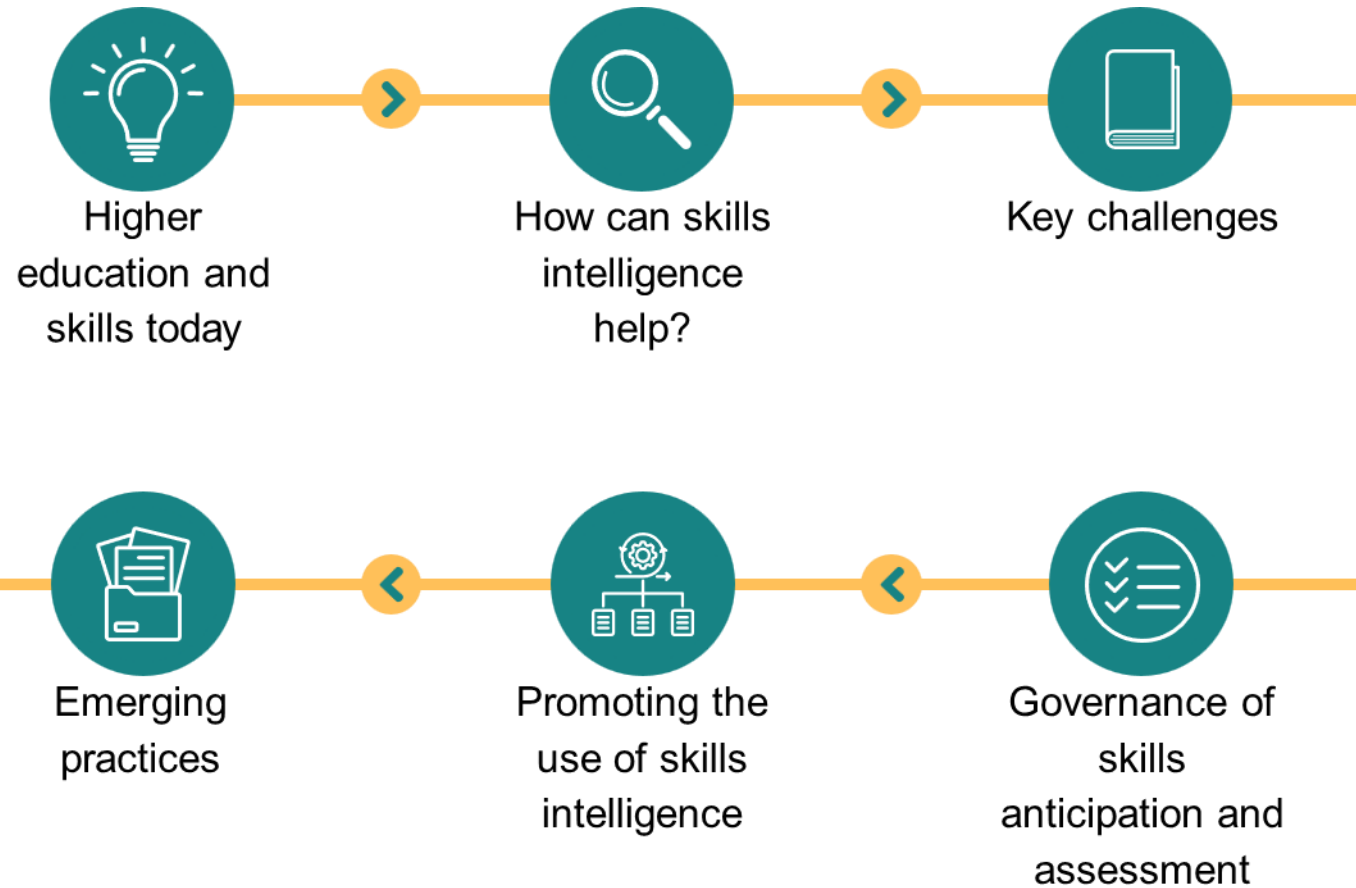 Higher
education and
skills today
How can skills
intelligence
help?
Key challenges
Emerging
practices
Promoting the
use of skills
intelligence
Governance of
skills
anticipation and
assessment